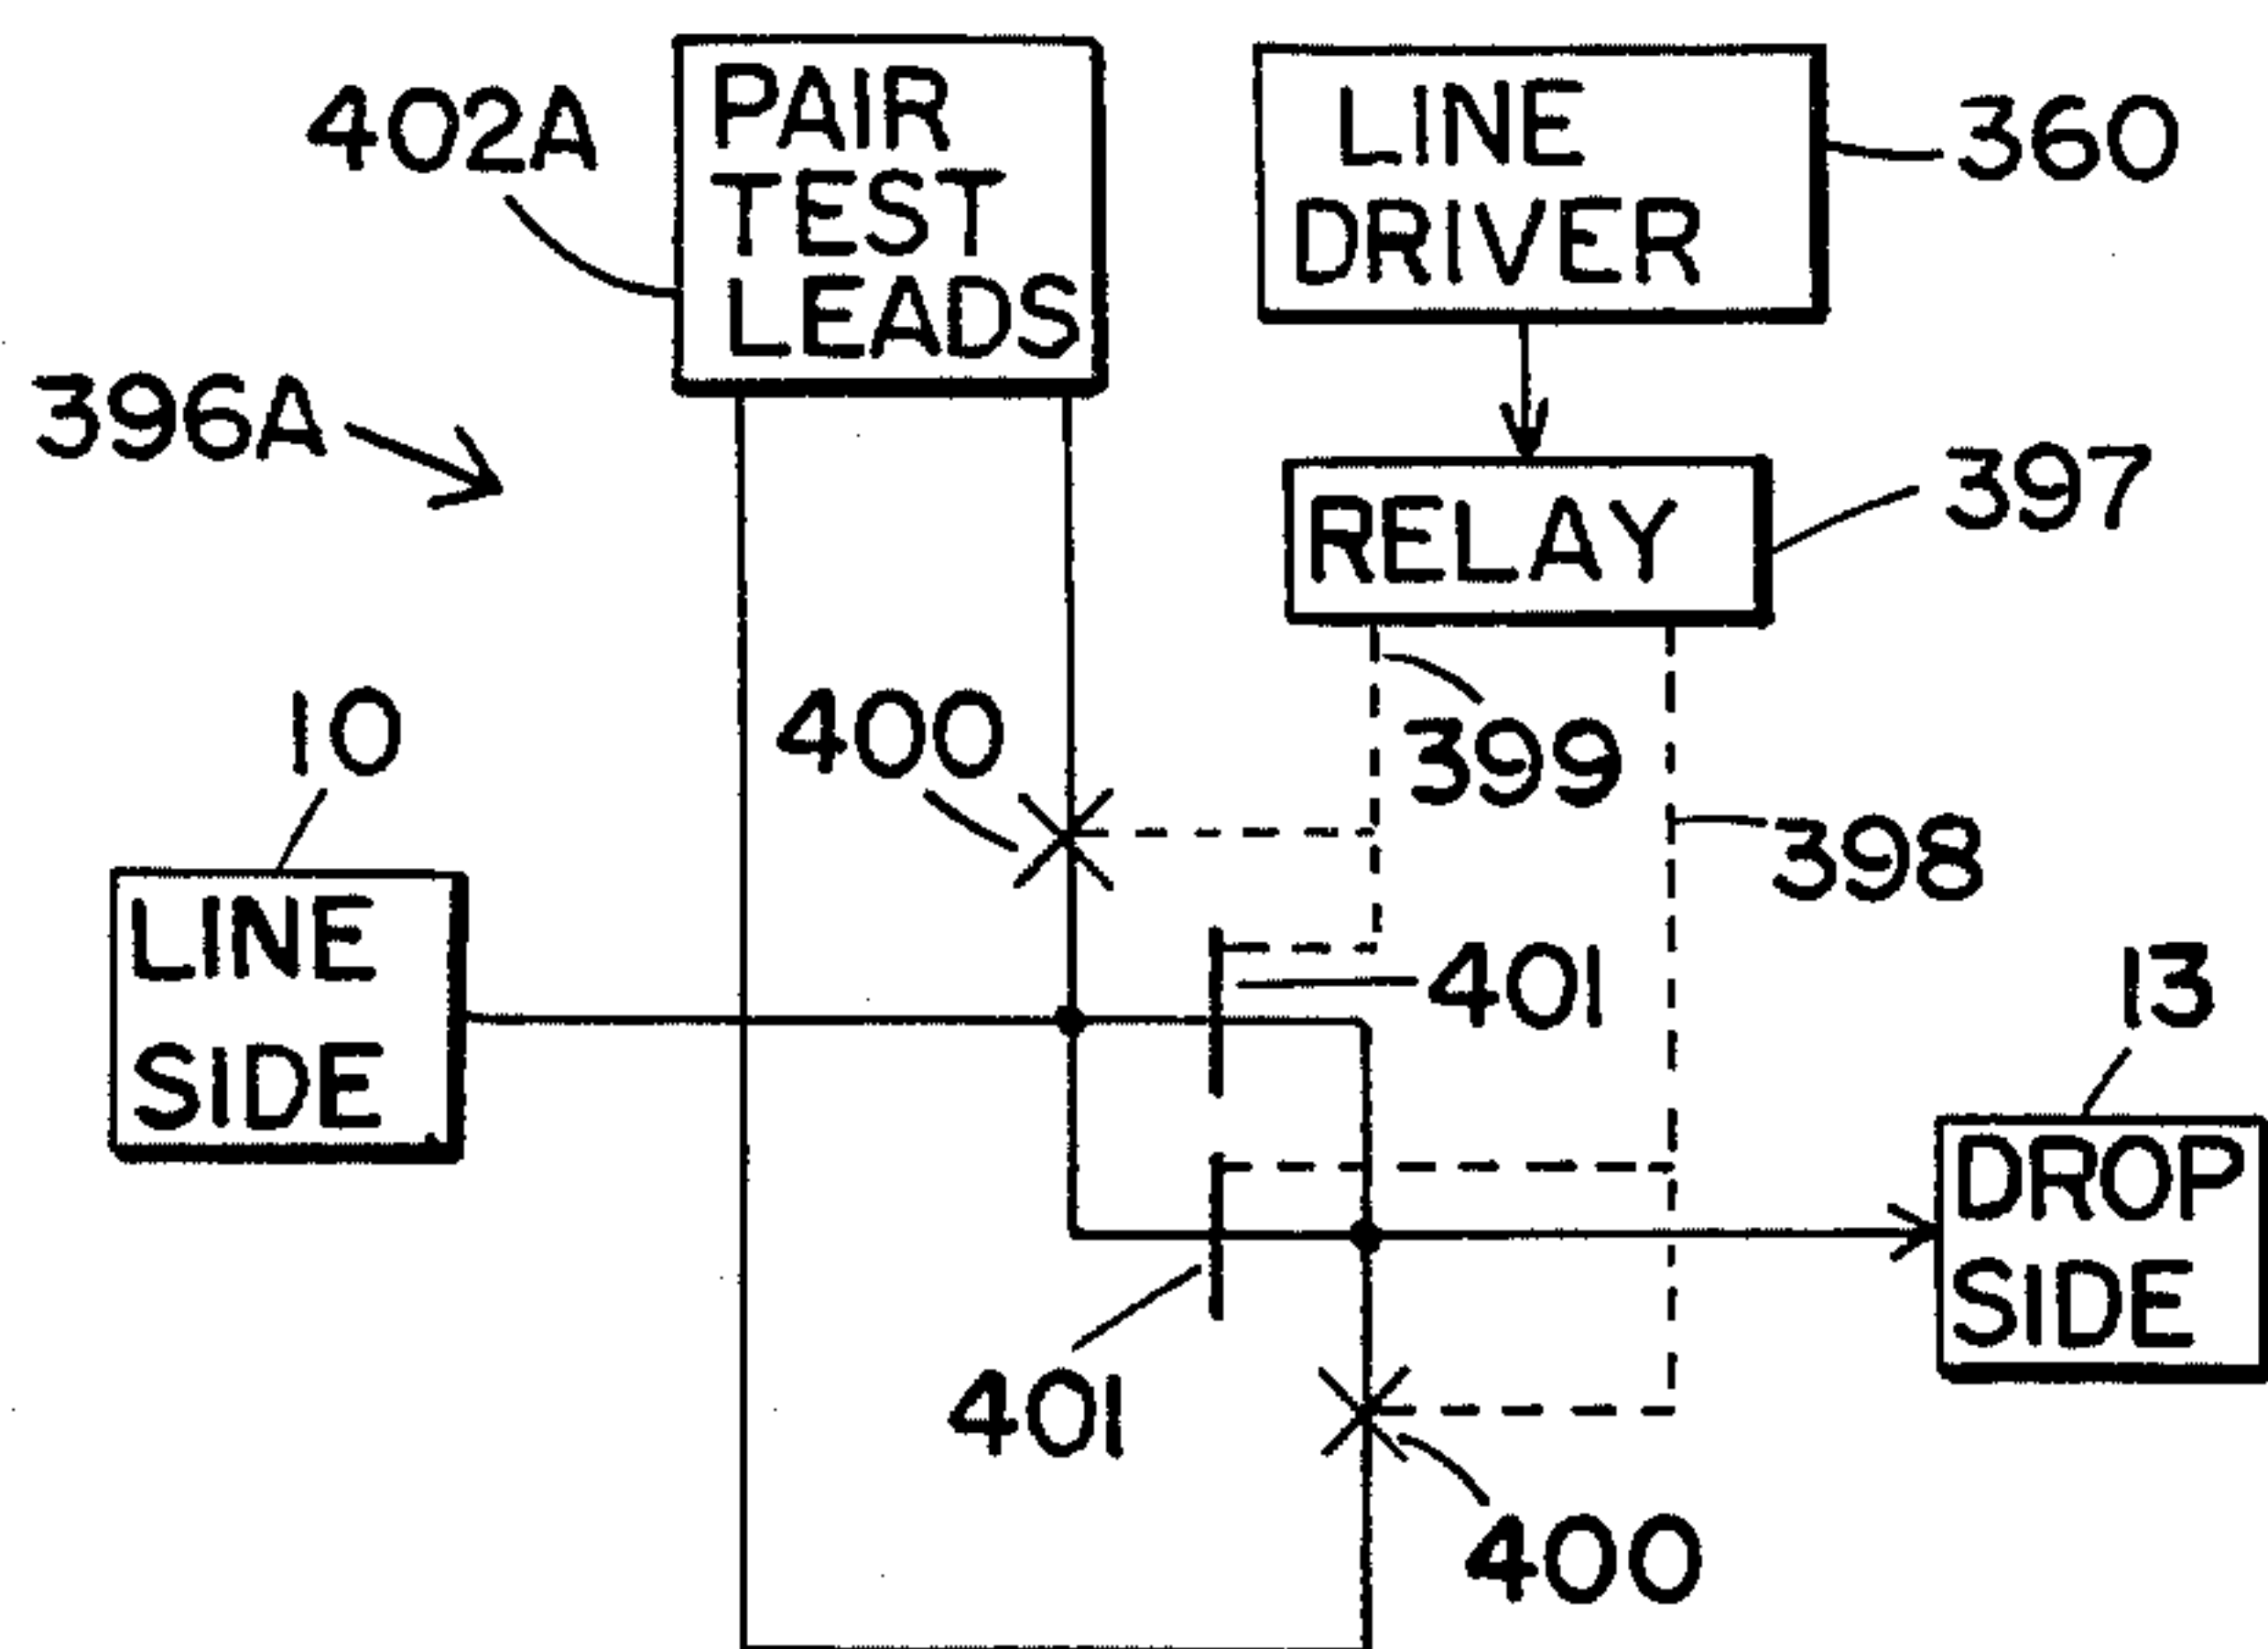 402A
PAIR
TEST
LEADS
LINE
DRIVER
360
396A
RELAY
397
10
400
399
398
LINE
SIDE
401
13
DROP
SIDE
401
400